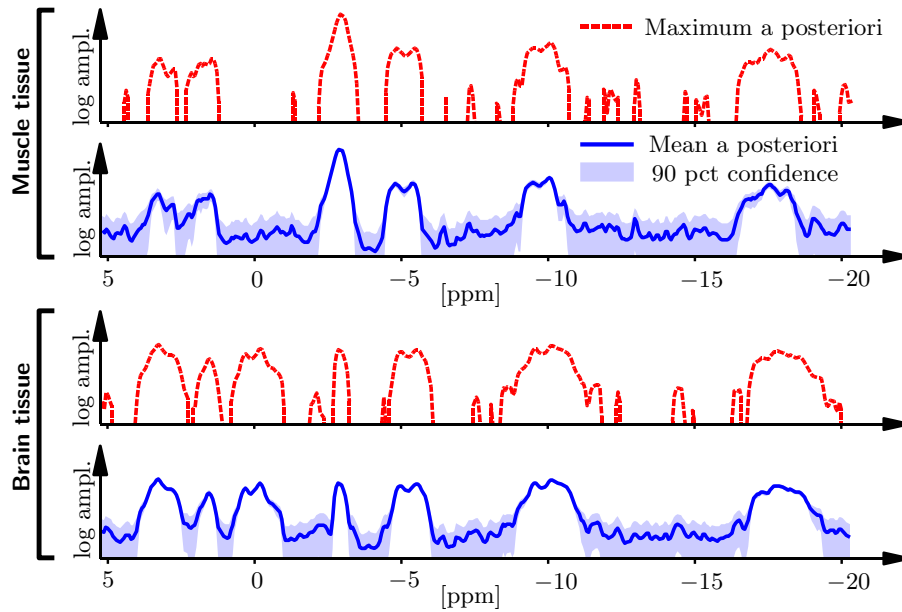 Muscle tissue
log ampl.
Maximum a posteriori
log ampl.
Mean a posteriori
90 pct confidence
5 0 −5 −10 −15 −20
[ppm]
Brain tissue
log ampl.
log ampl.
5 0 −5 −10 −15 −20
[ppm]